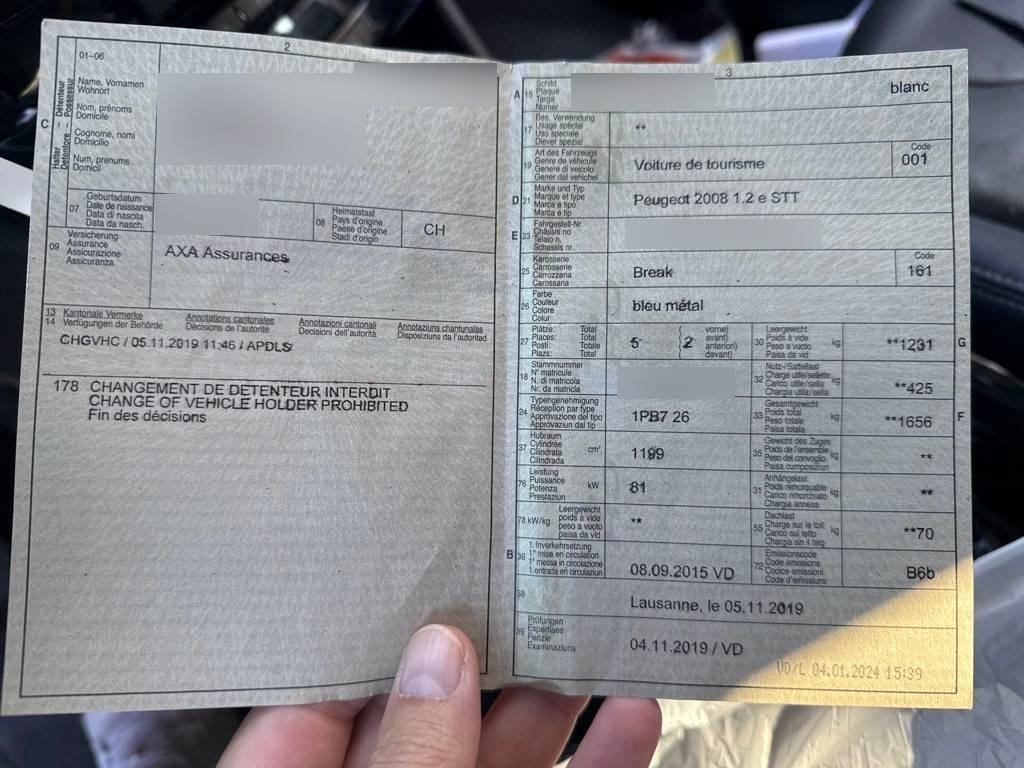 2
01-06
Name, Vornamen
Wohnort
Nom, prénoms
Domicile
Cognome, nomi
Domicilio
Num, prenums
Domicil
C
Halter – Détenteur
Detentore – Possessur
07
Geburtsdatum
Date de naissance
Data di nascita
Data da nasch.
08
Heimatstaat
Pays d'origine
Paese d'origine
Stadi d'origin
CH
09
Versicherung
Assurance
Assicurazione
Assicuranza
AXA Assurances
13 Kantonale Vermerke
14 Verfügungen der Behörde
Annotations cantonales
Décisions de l'autorité
Annotazioni cantonali
Decisioni dell'autorità
Annotaziuns chantunalas
Disposiziuns da l'autoritad
CHGVHC / 05.11.2019 11:46 / APDLS
178 CHANGEMENT DE DÉTENTEUR INTERDIT
CHANGE OF VEHICLE HOLDER PROHIBITED
Fin des décisions
3
A 15
Schild
Plaque
Targa
Numer
blanc
17
Bes. Verwendung
Usage spécial
Uso speciale
Diever spezial
**
19
Art des Fahrzeugs
Genre de véhicule
Genere di veicolo
Gener dal vehichel
Voiture de tourisme
Code
001
D 21
Marke und Typ
Marque et type
Marca e tipo
Marca e tip
Peugeot 2008 1.2 e STT
E 23
Fahrgestell-Nr.
Châssis no
Telaio n.
Schassis nr.
25
Karosserie
Carrosserie
Carrozzeria
Carossaria
Break
Code
161
26
Farbe
Couleur
Colore
Colur
bleu métal
27
Plätze: Total
Places: Total
Posti: Totale
Plazs: Total
5
2
vorne)
avant)
anteriori)
davant)
30
Leergewicht
Poids à vide
Peso a vuoto
Paisa da vid
kg
**1231
G
18
Stammnummer
N° matricule
N. di matricola
Nr. da matricla
32
Nutz-/Sattellast
Charge utile/sellette
Carico utile/sella
Chargia utila/sella
kg
**425
24
Typengenehmigung
Réception par type
Approvazione del tipo
Approvaziun dal tip
1PB7 26
33
Gesamtgewicht
Poids total
Peso totale
Paisa totala
kg
**1656
F
37
Hubraum
Cylindrée
Cilindrata
Cilindrada
cm³
1199
35
Gewicht des Zuges
Poids de l'ensemble
Peso del convoglio
Paisa cumposiziun
kg
**
76
Leistung
Puissance
Potenza
Prestaziun
kW
81
31
Anhängelast
Poids remorquable
Carico rimorchiato
Chargia annexa
kg
**
78 kW/kg
Leergewicht
poids à vide
peso a vuoto
paisa da vid
**
55
Dachlast
Charge sur le toit
Carico sul tetto
Chargia sin il tetg
kg
**70
B 36
1. Inverkehrsetzung
1re mise en circulation
1a messa in circolazione
1. entrada en circulaziun
08.09.2015 VD
72
Emissionscode
Code émissions
Codice emissioni
Code d'emissiuns
B6b
38
Lausanne, le 05.11.2019
39
Prüfungen
Expertises
Perizie
Examinaziuns
04.11.2019 / VD
VD/L 04.01.2024 15:39